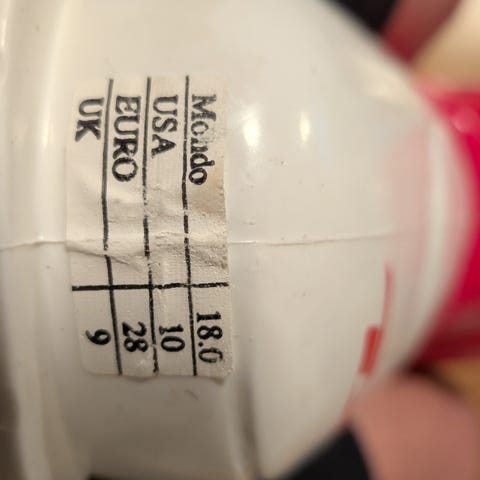 Mondo 18.0
USA 10
EURO 28
UK 9